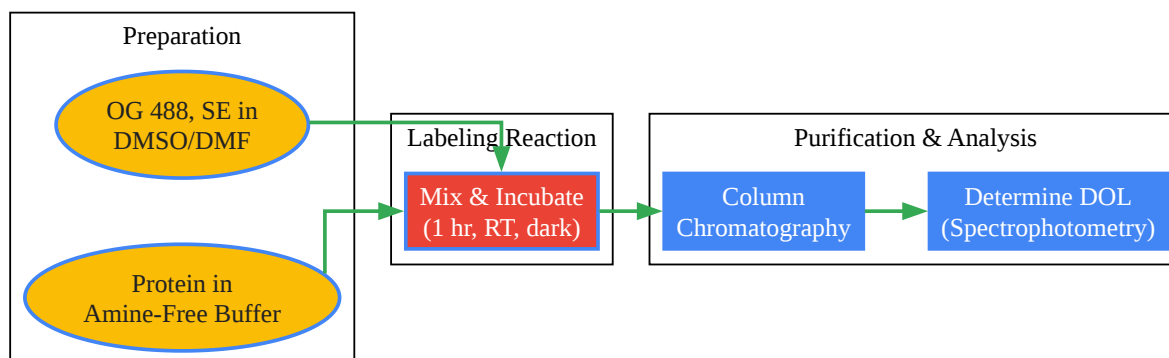 Preparation
OG 488, SE in
DMSO/DMF
Protein in
Amine-Free Buffer
Labeling Reaction
Mix & Incubate
(1 hr, RT, dark)
Purification & Analysis
Column
Chromatography
Determine DOL
(Spectrophotometry)